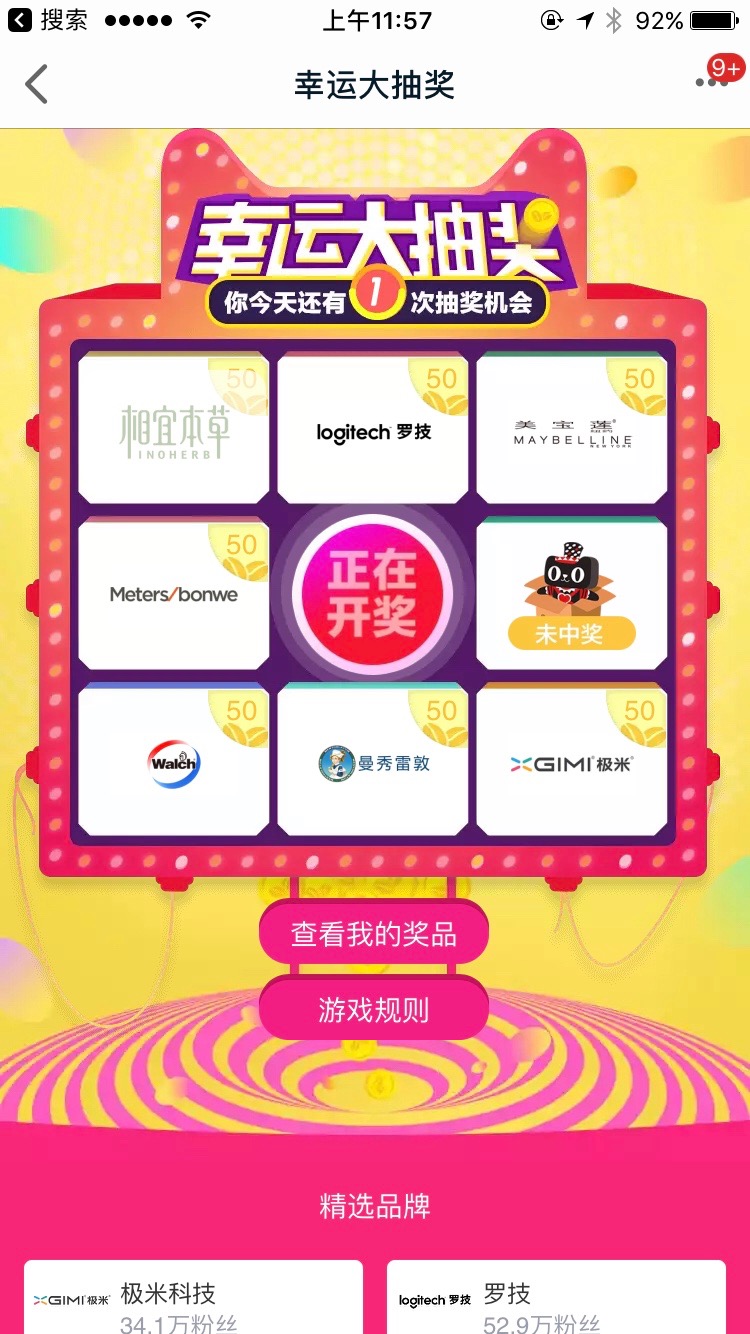 搜索 上午11:57 92%
幸运大抽奖 9+
幸运大抽奖
你今天还有1次抽奖机会
50 50 50
相宜本草 logitech 罗技 美宝莲
INOHERB 纽约
MAYBELLINE
NEW YORK
50
Meters/bonwe 正在
开奖
未中奖
50 50 50
Walch 曼秀雷敦 XGIMI 极米
查看我的奖品
游戏规则
精选品牌
XGIMI 极米 极米科技 logitech 罗技 罗技
34.1万粉丝 52.9万粉丝